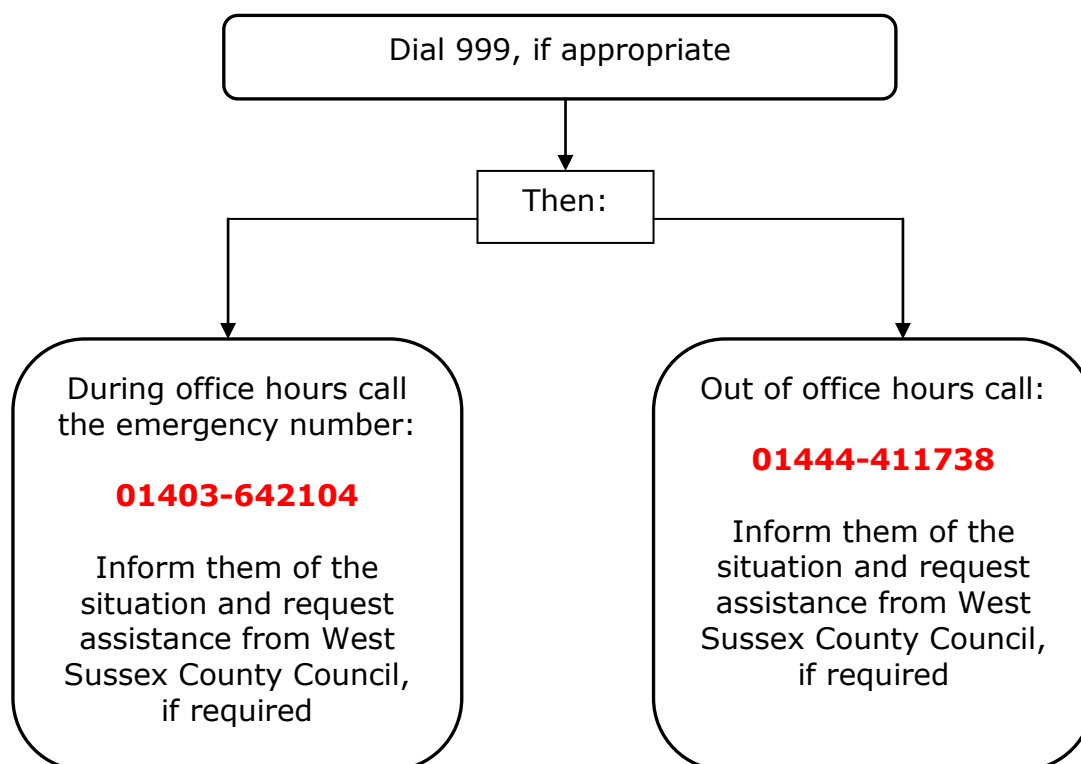 Dial 999, if appropriate
Then:
During office hours call
the emergency number:
01403-642104
Inform them of the
situation and request
assistance from West
Sussex County Council,
if required
Out of office hours call:
01444-411738
Inform them of the
situation and request
assistance from West
Sussex County Council,
if required